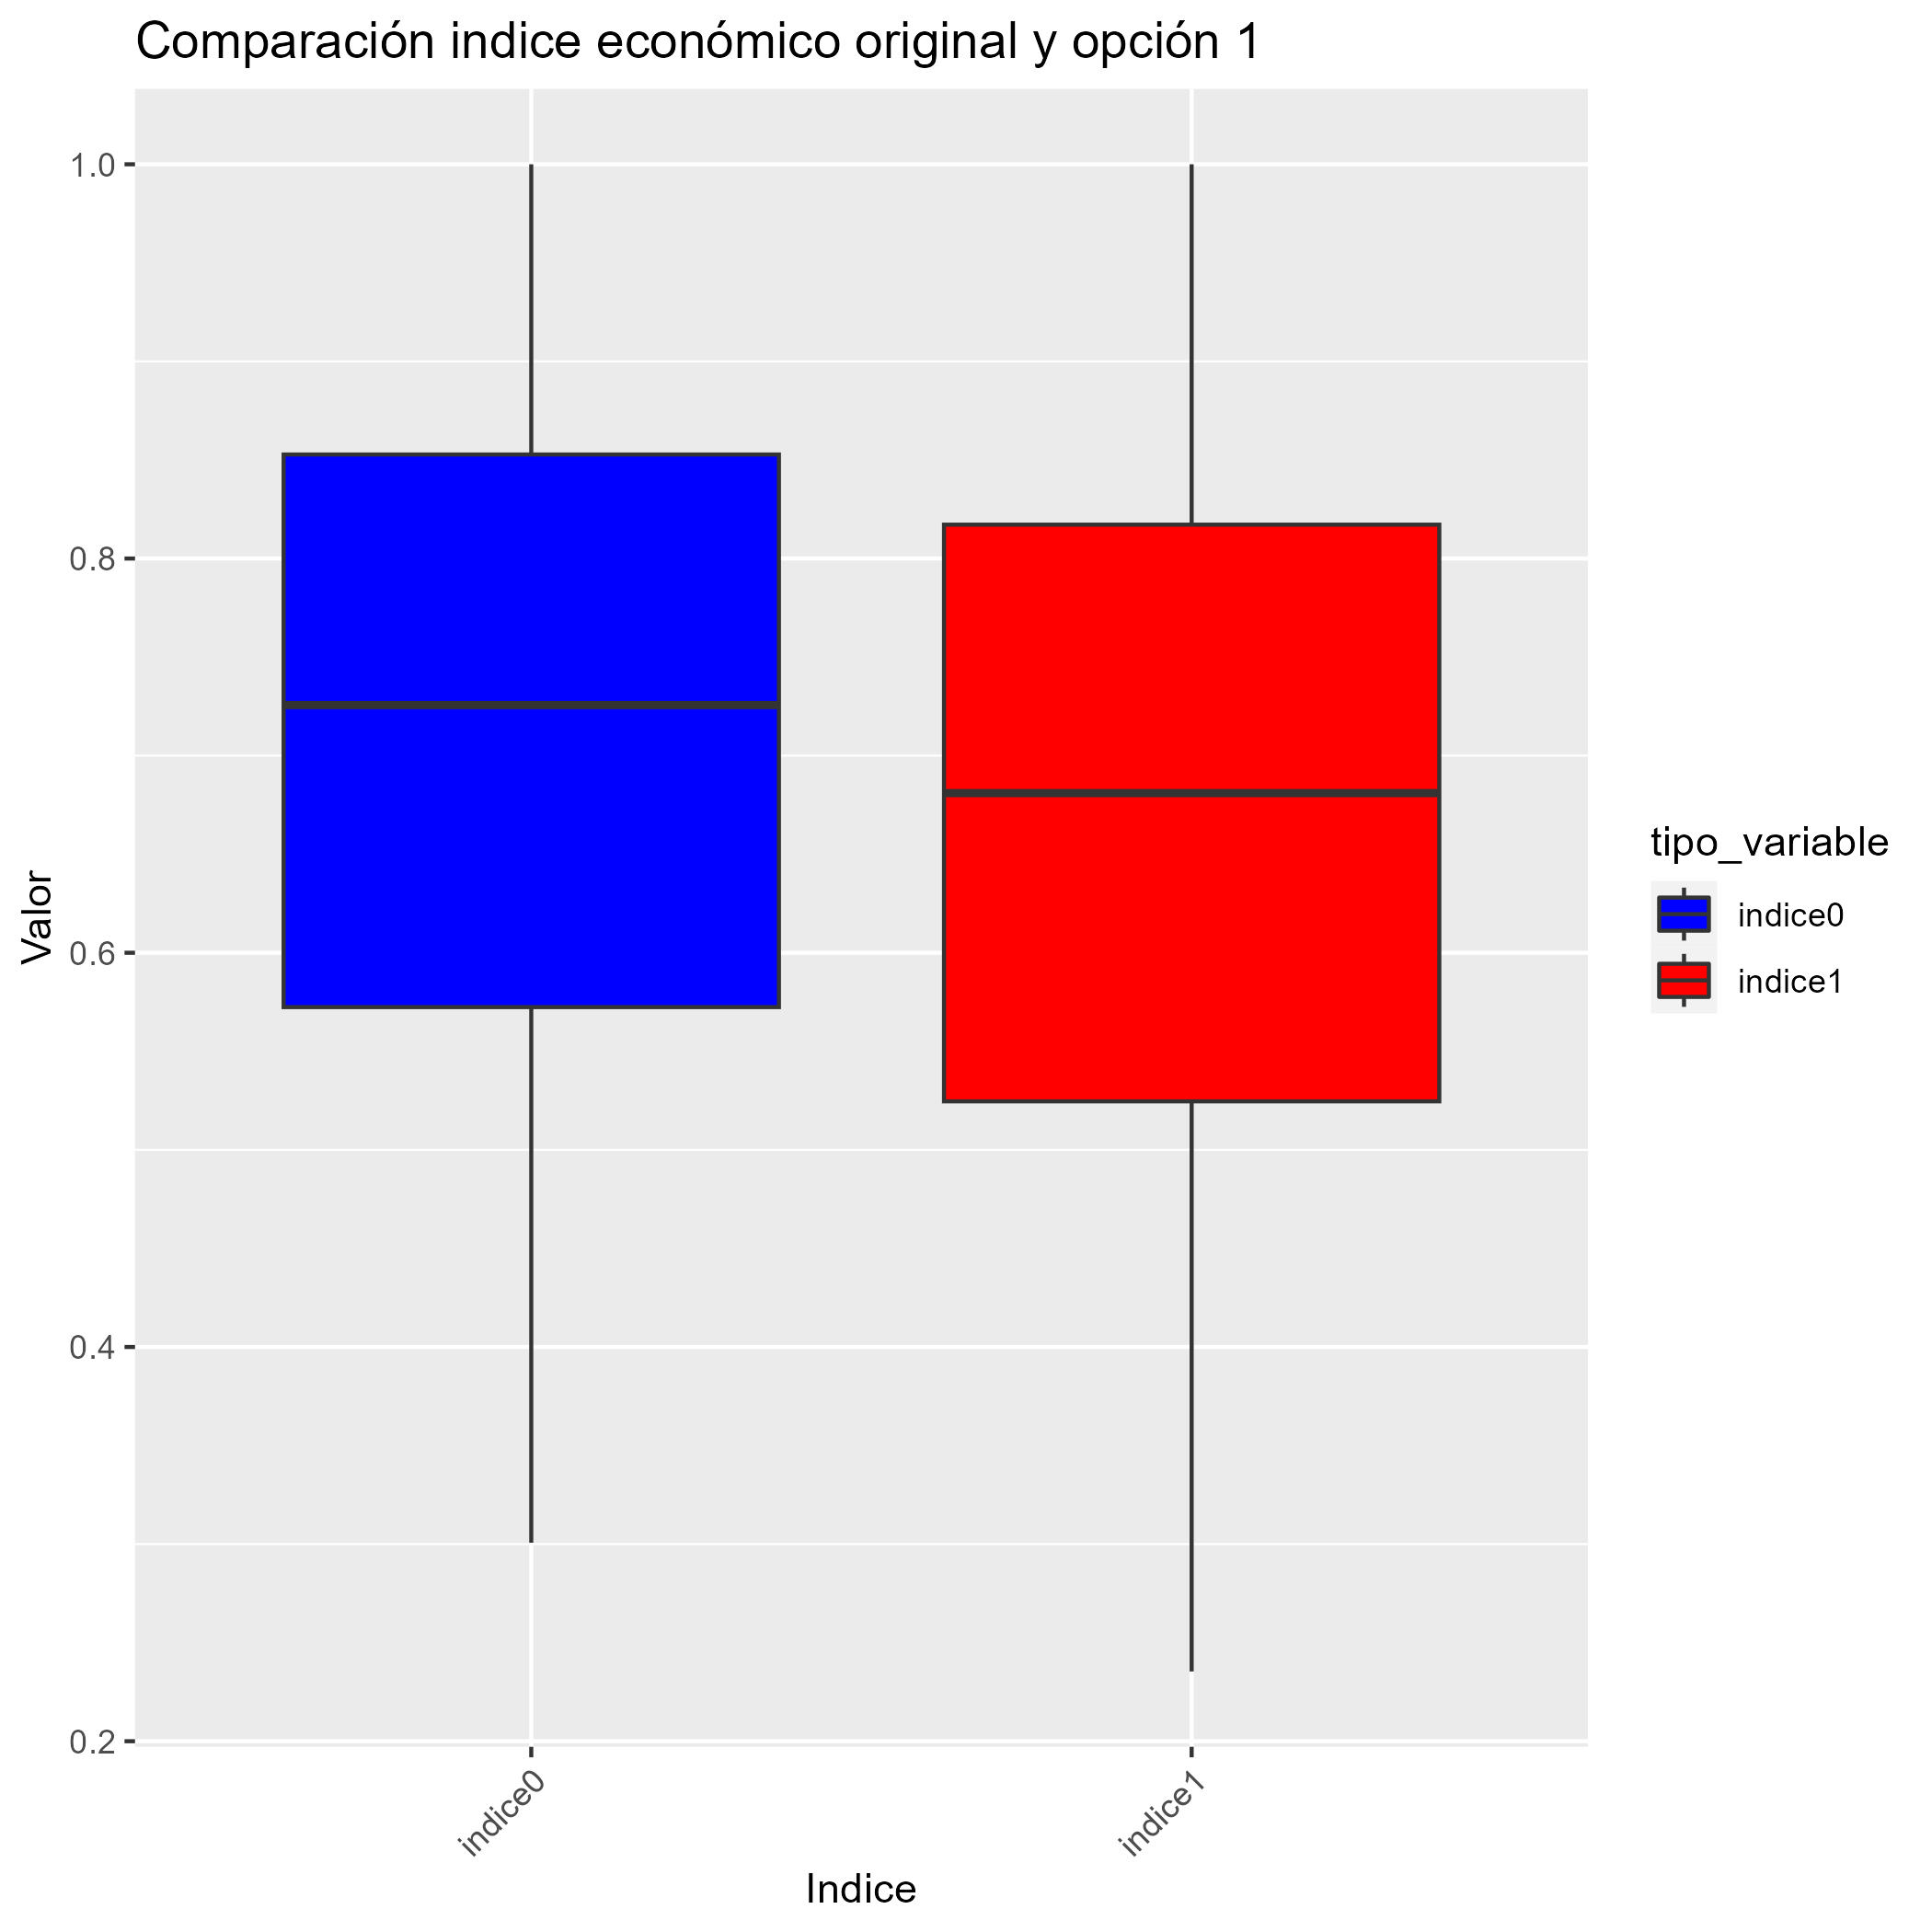 Comparación indice económico original y opción 1
1.0
0.8
0.6
0.4
0.2
Valor
indice0
indice1
Indice
tipo_variable
indice0
indice1